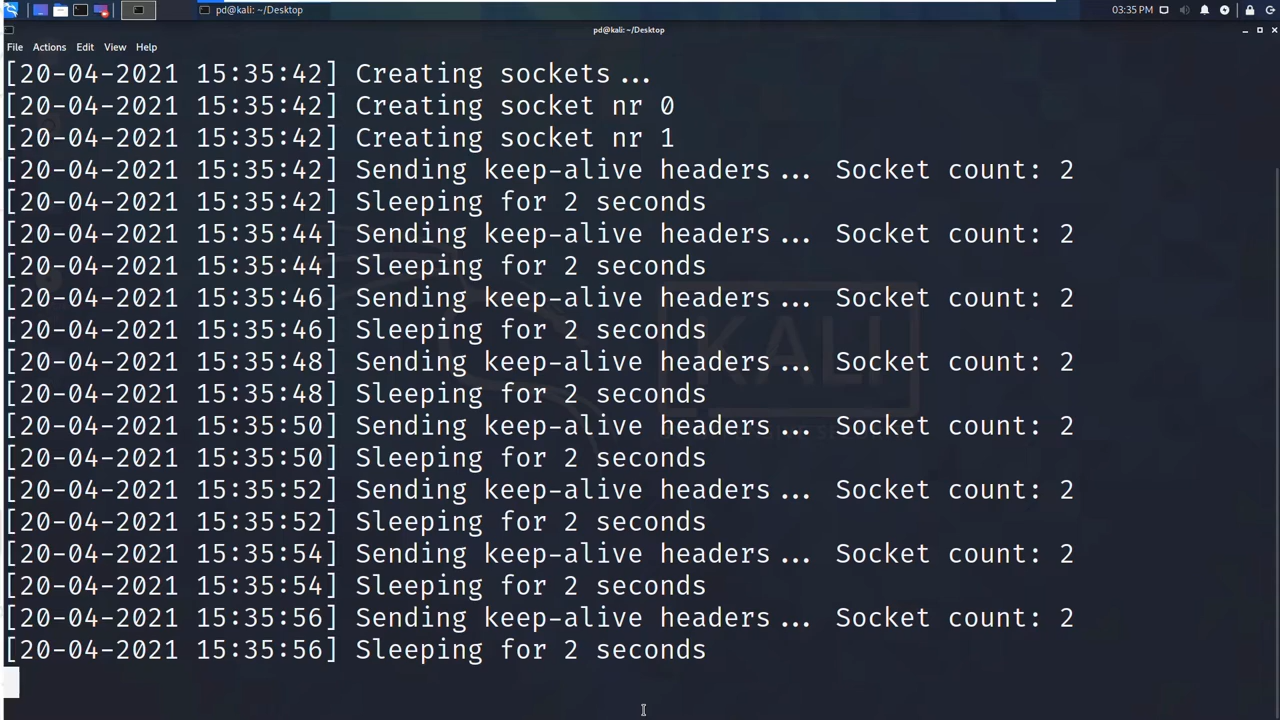 pd@kali: ~/Desktop
03:35 PM
pd@kali: ~/Desktop
File Actions Edit View Help
[20-04-2021 15:35:42] Creating sockets...
[20-04-2021 15:35:42] Creating socket nr 0
[20-04-2021 15:35:42] Creating socket nr 1
[20-04-2021 15:35:42] Sending keep-alive headers... Socket count: 2
[20-04-2021 15:35:42] Sleeping for 2 seconds
[20-04-2021 15:35:44] Sending keep-alive headers... Socket count: 2
[20-04-2021 15:35:44] Sleeping for 2 seconds
[20-04-2021 15:35:46] Sending keep-alive headers... Socket count: 2
[20-04-2021 15:35:46] Sleeping for 2 seconds
[20-04-2021 15:35:48] Sending keep-alive headers... Socket count: 2
[20-04-2021 15:35:48] Sleeping for 2 seconds
[20-04-2021 15:35:50] Sending keep-alive headers... Socket count: 2
[20-04-2021 15:35:50] Sleeping for 2 seconds
[20-04-2021 15:35:52] Sending keep-alive headers... Socket count: 2
[20-04-2021 15:35:52] Sleeping for 2 seconds
[20-04-2021 15:35:54] Sending keep-alive headers... Socket count: 2
[20-04-2021 15:35:54] Sleeping for 2 seconds
[20-04-2021 15:35:56] Sending keep-alive headers... Socket count: 2
[20-04-2021 15:35:56] Sleeping for 2 seconds
KALI